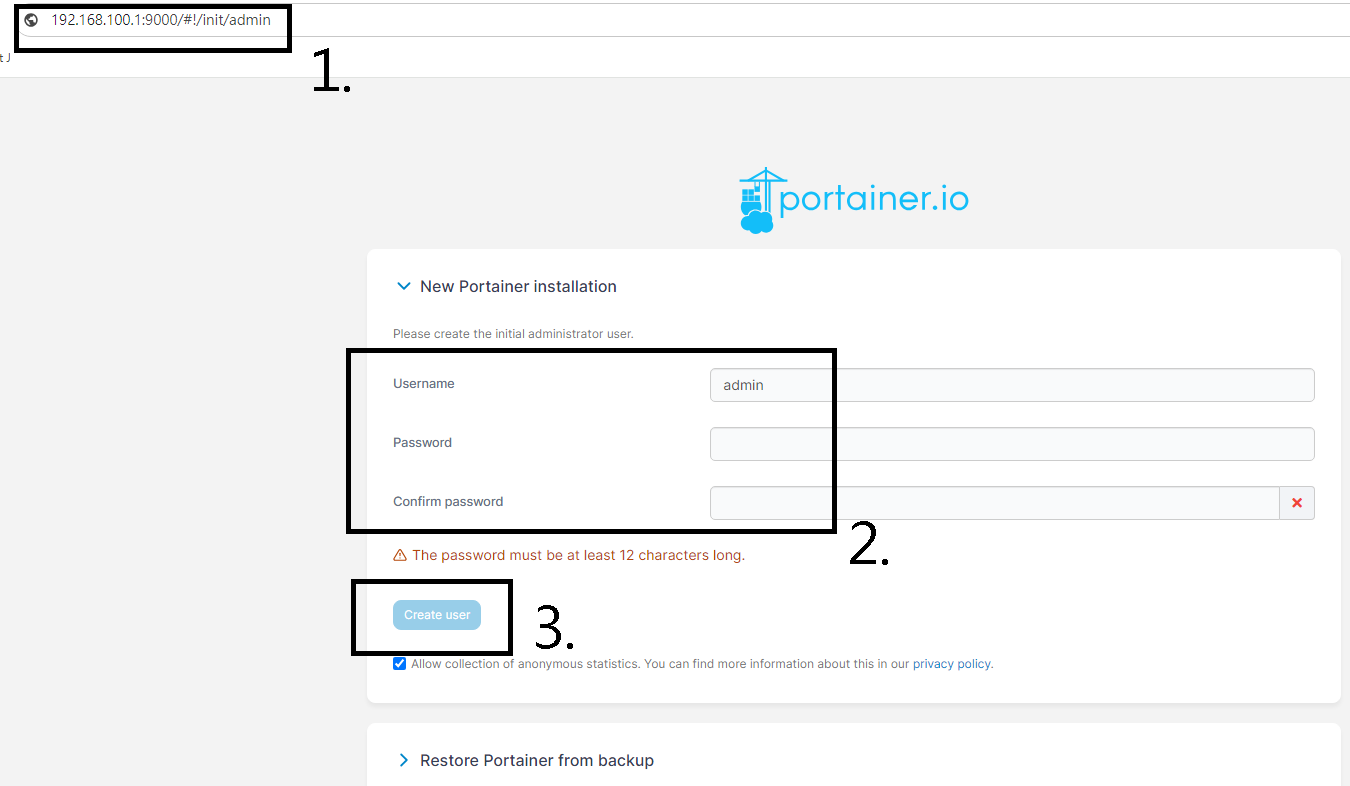 192.168.100.1:9000/#!/init/admin
1.
t J
portainer.io
New Portainer installation
Please create the initial administrator user.
Username
admin
Password
Confirm password
2.
The password must be at least 12 characters long.
Create user
3.
Allow collection of anonymous statistics. You can find more information about this in our privacy policy.
Restore Portainer from backup